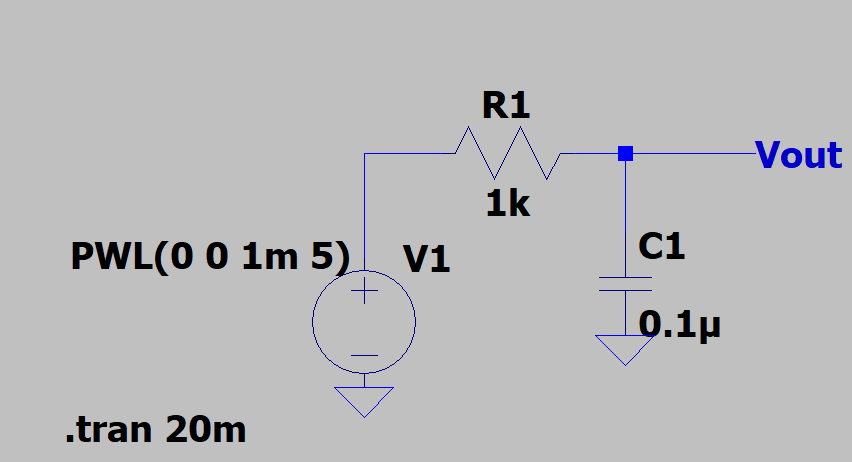 R1
Vout
1k
PWL(0 0 1m 5)
V1
C1
0.1µ
.tran 20m